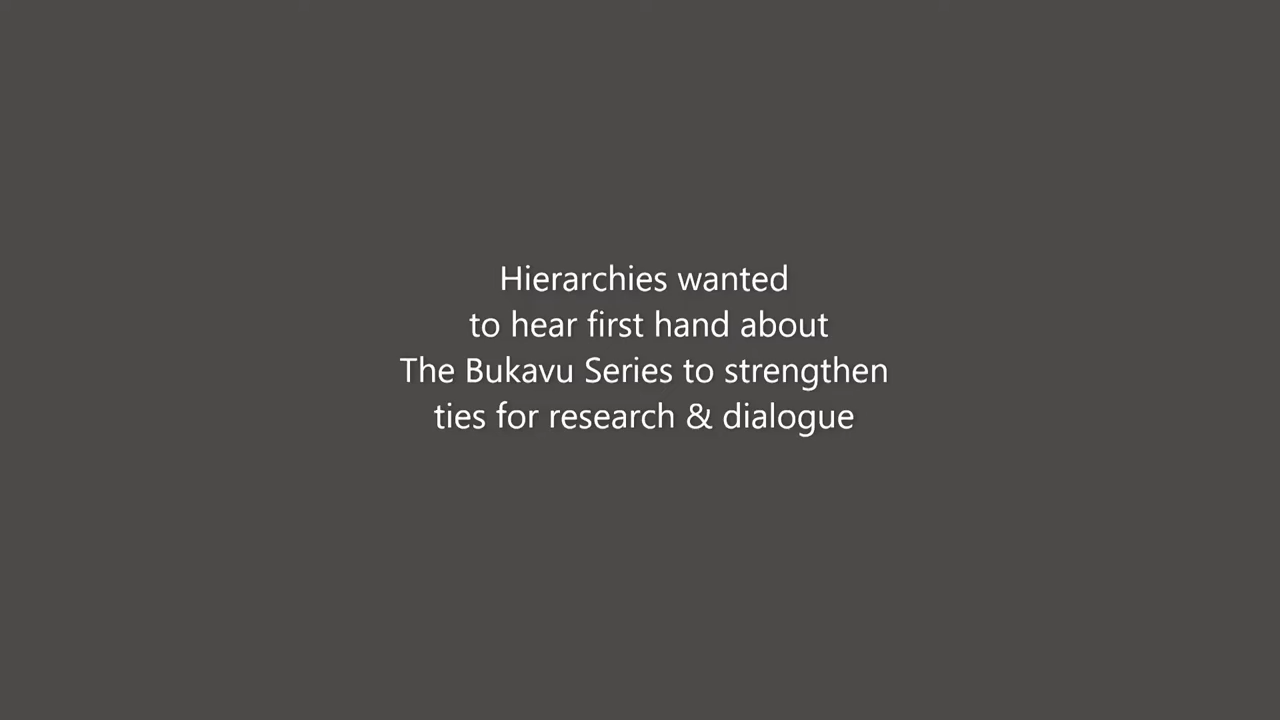 Hierarchies wanted
to hear first hand about
The Bukavu Series to strengthen
ties for research & dialogue